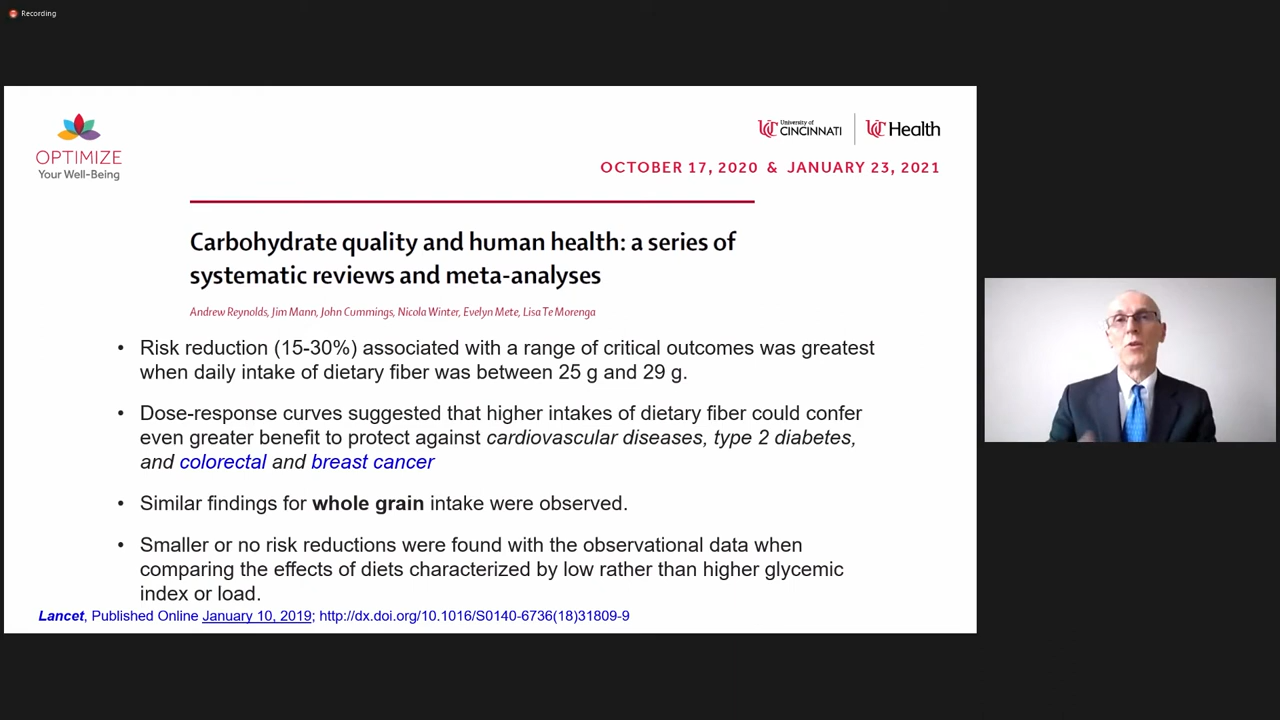 Recording
OPTIMIZE
Your Well-Being
University of
CINCINNATI
UC Health
OCTOBER 17, 2020 & JANUARY 23, 2021
Carbohydrate quality and human health: a series of
systematic reviews and meta-analyses
Andrew Reynolds, Jim Mann, John Cummings, Nicola Winter, Evelyn Mete, Lisa Te Morenga
• Risk reduction (15-30%) associated with a range of critical outcomes was greatest
when daily intake of dietary fiber was between 25 g and 29 g.
• Dose-response curves suggested that higher intakes of dietary fiber could confer
even greater benefit to protect against cardiovascular diseases, type 2 diabetes,
and colorectal and breast cancer
• Similar findings for whole grain intake were observed.
• Smaller or no risk reductions were found with the observational data when
comparing the effects of diets characterized by low rather than higher glycemic
index or load.
Lancet, Published Online January 10, 2019; http://dx.doi.org/10.1016/S0140-6736(18)31809-9